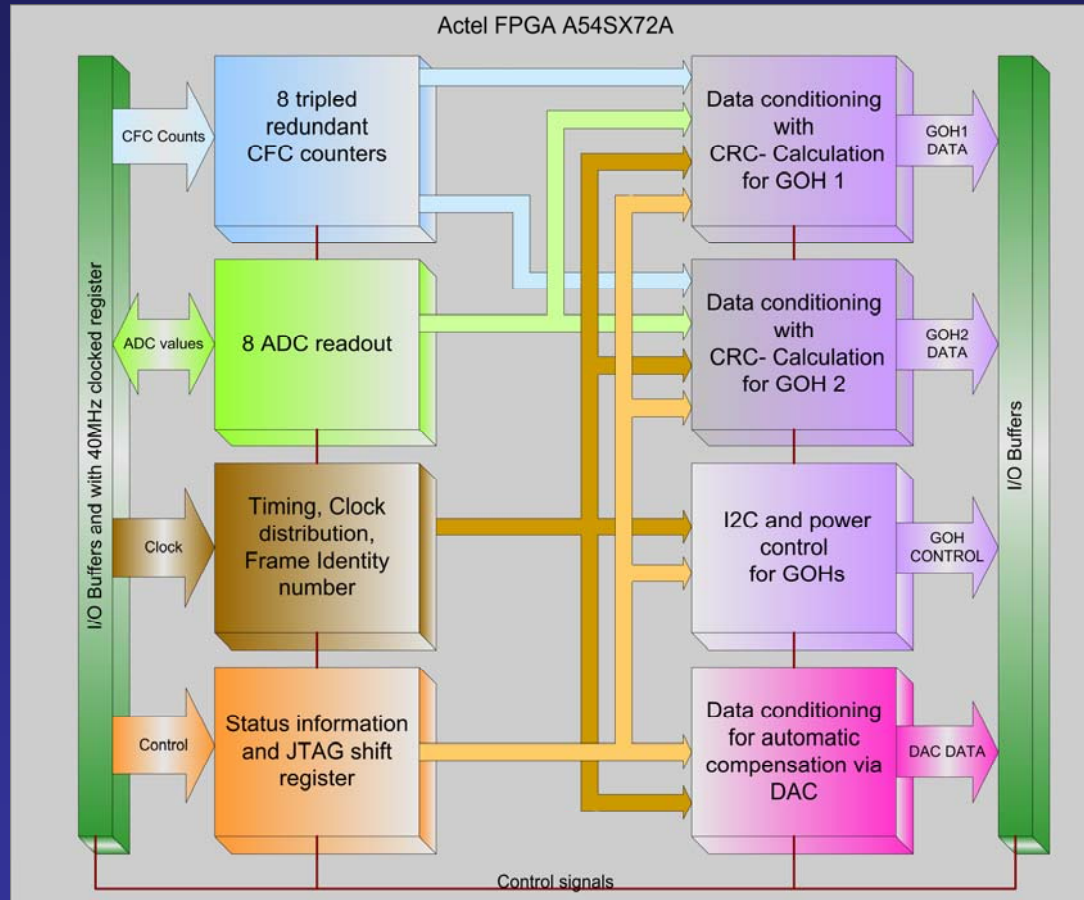 Actel FPGA A54SX72A
I/O Buffers and with 40MHz clocked register
CFC Counts
8 tripled
redundant
CFC counters
Data conditioning
with
CRC- Calculation
for GOH 1
GOH1
DATA
ADC values
8 ADC readout
Data conditioning
with
CRC- Calculation
for GOH 2
GOH2
DATA
I/O Buffers
Clock
Timing, Clock
distribution,
Frame Identity
number
I2C and power
control
for GOHs
GOH
CONTROL
Control
Status information
and JTAG shift
register
Data conditioning
for automatic
compensation via
DAC
DAC DATA
Control signals